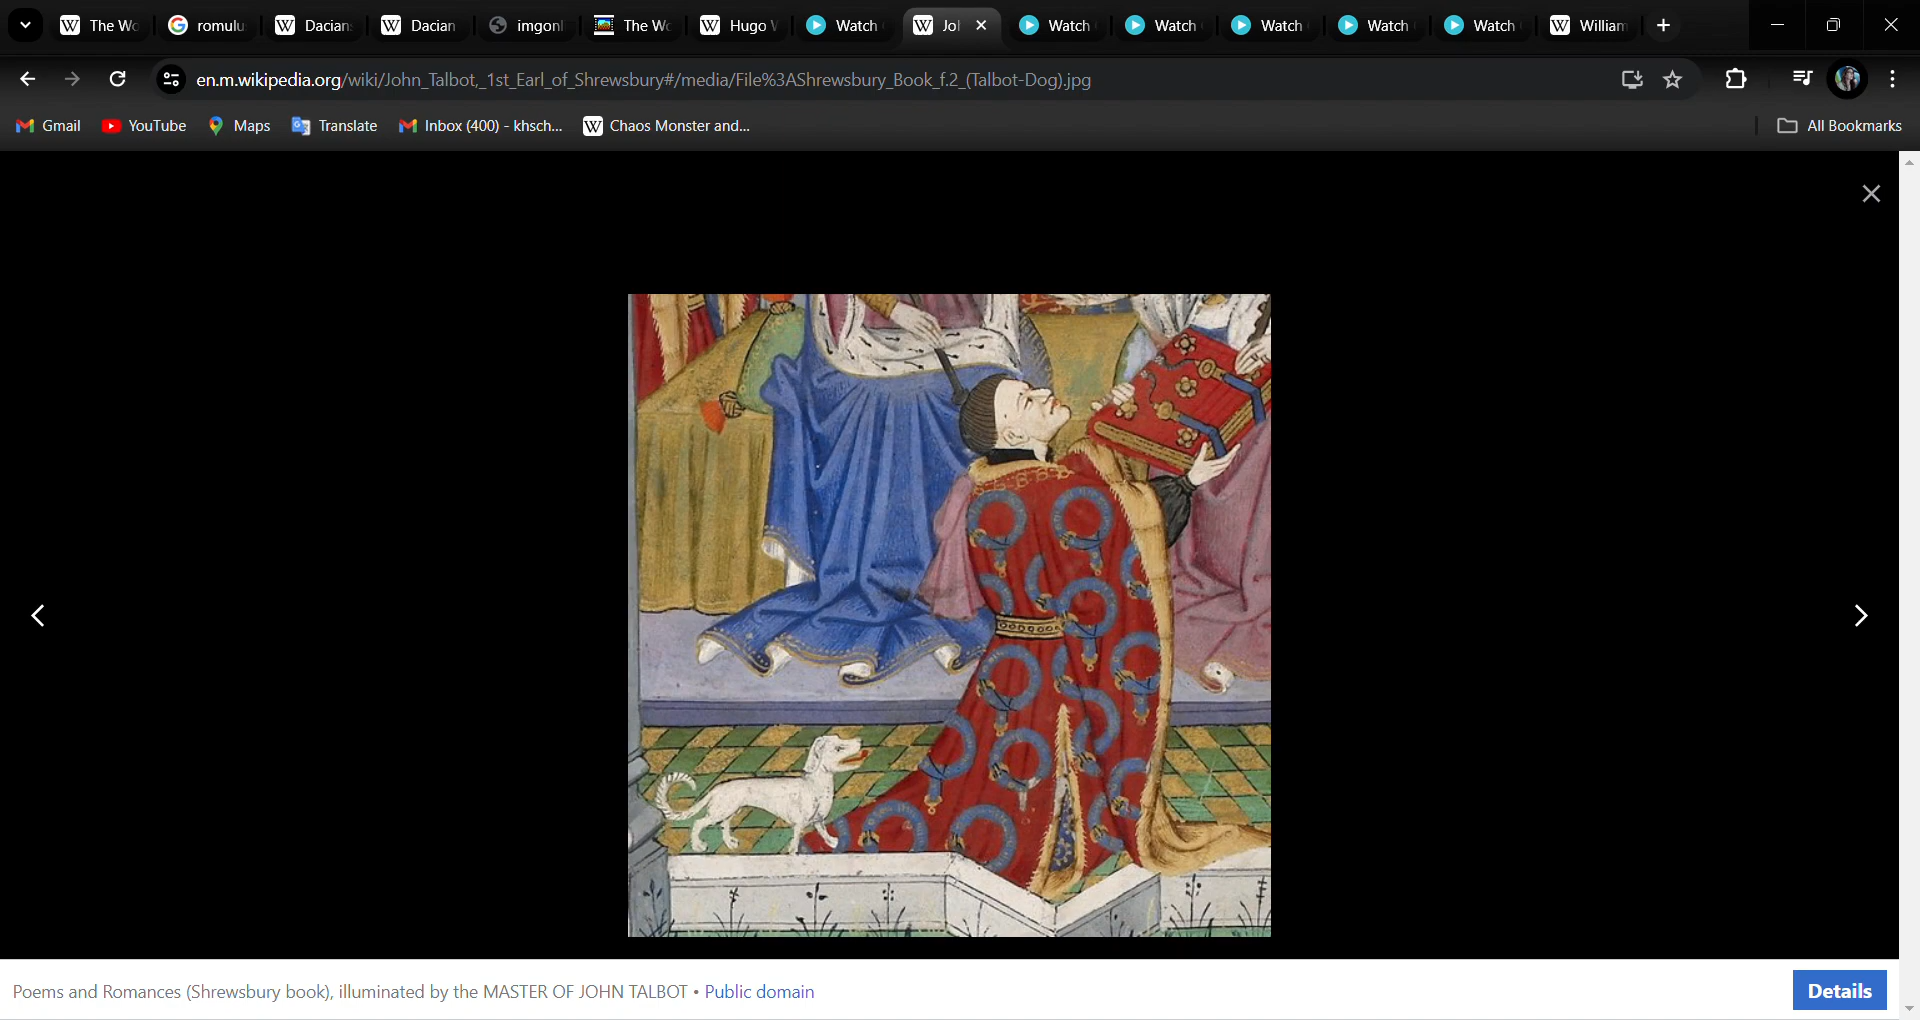 The Wo
romulu
Dacian
Dacian
imgonl
The Wo
Hugo V
Watch
Jol
Watch
Watch
Watch
Watch
Watch
William
en.m.wikipedia.org/wiki/John_Talbot,_1st_Earl_of_Shrewsbury#/media/File%3AShrewsbury_Book_f.2_(Talbot-Dog).jpg
Gmail
YouTube
Maps
Translate
Inbox (400) - khsch...
Chaos Monster and...
All Bookmarks
Poems and Romances (Shrewsbury book), illuminated by the MASTER OF JOHN TALBOT • Public domain
Details